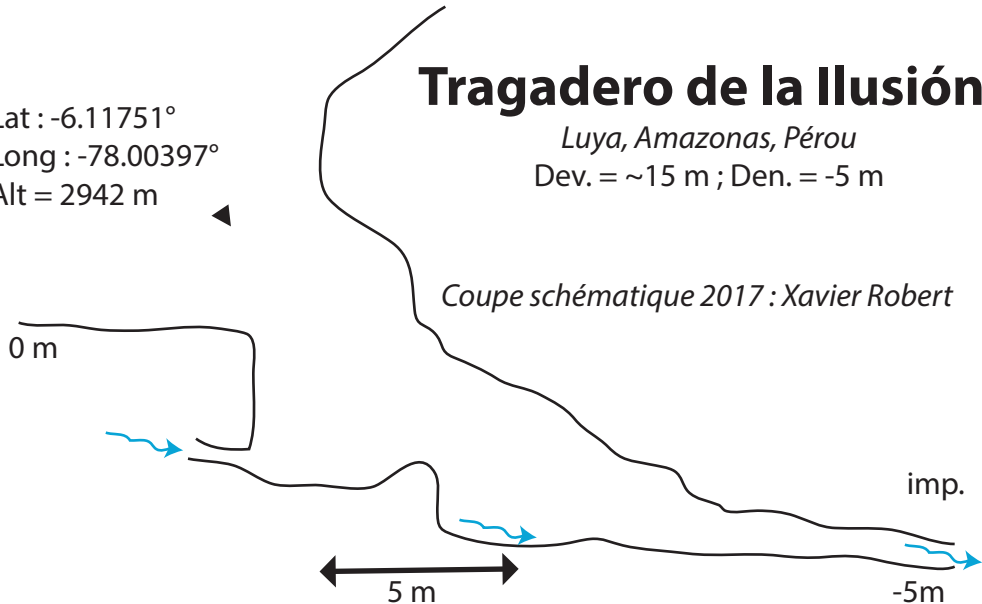 Tragadero de la Ilusión
Luya, Amazonas, Pérou
Dev. = ~15 m ; Den. = -5 m
Lat : -6.11751°
Long : -78.00397°
Alt = 2942 m
Coupe schématique 2017 : Xavier Robert
0 m
imp.
5 m
-5m